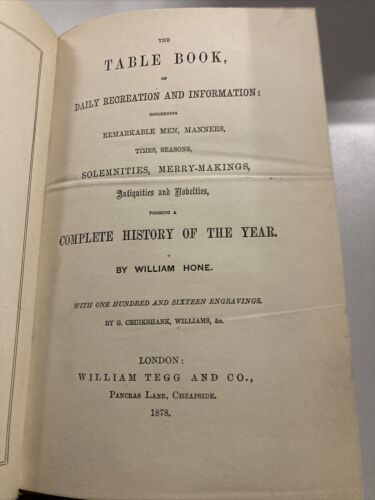 THE
TABLE BOOK,
OF
DAILY RECREATION AND INFORMATION:
CONCERNING
REMARKABLE MEN, MANNERS,
TIMES, SEASONS,
SOLEMNITIES, MERRY-MAKINGS,
Antiquities and Novelties,
FORMING A
COMPLETE HISTORY OF THE YEAR.
BY WILLIAM HONE.
WITH ONE HUNDRED AND SIXTEEN ENGRAVINGS.
BY G. CRUIKSHANK, WILLIAMS, &c.
LONDON:
WILLIAM TEGG AND CO.,
PANCRAS LANE, CHEAPSIDE.
1878.